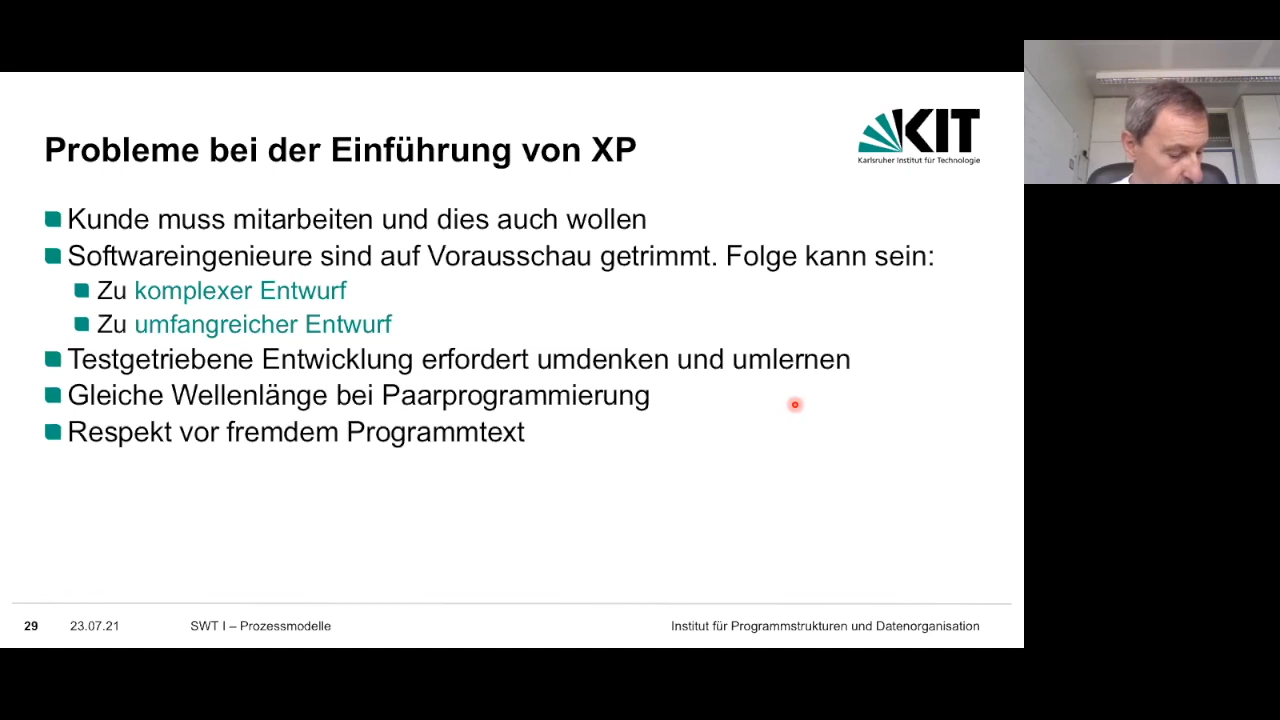 KIT
Karlsruher Institut für Technologie
Probleme bei der Einführung von XP
Kunde muss mitarbeiten und dies auch wollen
Softwareingenieure sind auf Vorausschau getrimmt. Folge kann sein:
Zu komplexer Entwurf
Zu umfangreicher Entwurf
Testgetriebene Entwicklung erfordert umdenken und umlernen
Gleiche Wellenlänge bei Paarprogrammierung
Respekt vor fremdem Programmtext
29 23.07.21 SWT I – Prozessmodelle Institut für Programmstrukturen und Datenorganisation